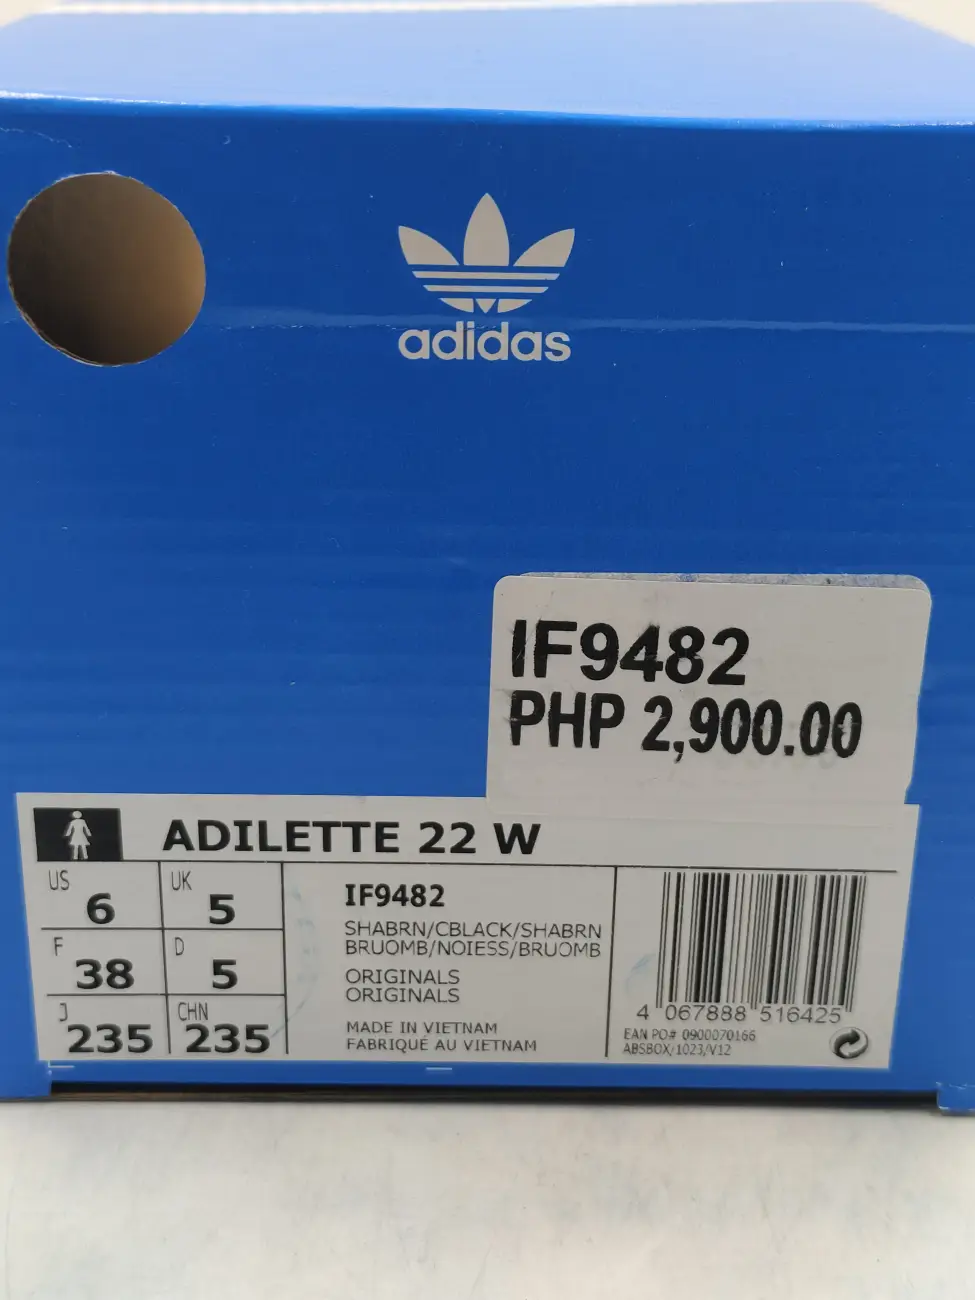 adidas
IF9482
PHP 2,900.00
ADILETTE 22 W
US 6 UK 5
F 38 D 5
J 235 CHN 235
IF9482
SHABRN/CBLACK/SHABRN
BRUOMB/NOIESS/BRUOMB
ORIGINALS
ORIGINALS
MADE IN VIETNAM
FABRIQUÉ AU VIETNAM
4 067888 516425
EAN PO# 0900070166
ABSBOX/1023/V12